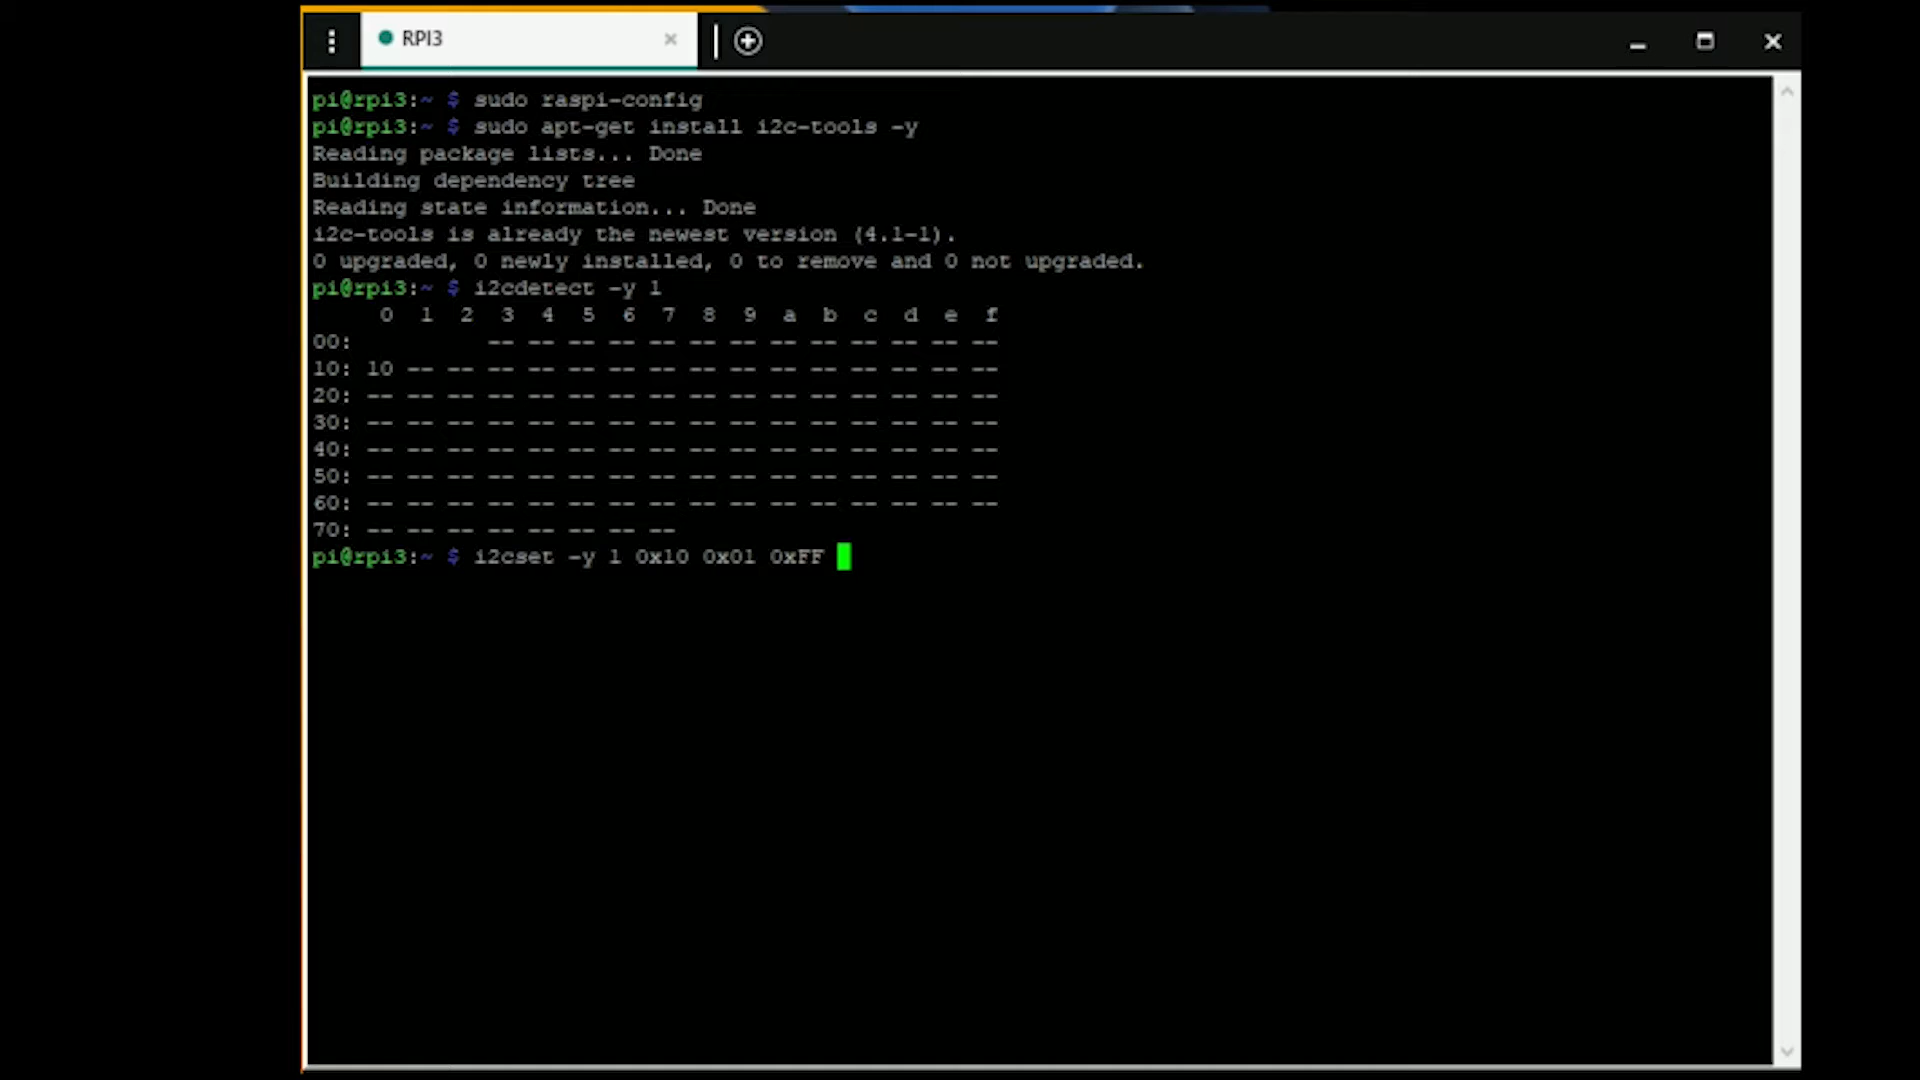 RPI3
pi@rpi3:~ $ sudo raspi-config
pi@rpi3:~ $ sudo apt-get install i2c-tools -y
Reading package lists... Done
Building dependency tree
Reading state information... Done
i2c-tools is already the newest version (4.1-1).
0 upgraded, 0 newly installed, 0 to remove and 0 not upgraded.
pi@rpi3:~ $ i2cdetect -y 1
     0  1  2  3  4  5  6  7  8  9  a  b  c  d  e  f
00:          -- -- -- -- -- -- -- -- -- -- -- -- --
10: 10 -- -- -- -- -- -- -- -- -- -- -- -- -- -- --
20: -- -- -- -- -- -- -- -- -- -- -- -- -- -- -- --
30: -- -- -- -- -- -- -- -- -- -- -- -- -- -- -- --
40: -- -- -- -- -- -- -- -- -- -- -- -- -- -- -- --
50: -- -- -- -- -- -- -- -- -- -- -- -- -- -- -- --
60: -- -- -- -- -- -- -- -- -- -- -- -- -- -- -- --
70: -- -- -- -- -- -- -- --
pi@rpi3:~ $ i2cset -y 1 0x10 0x01 0xFF